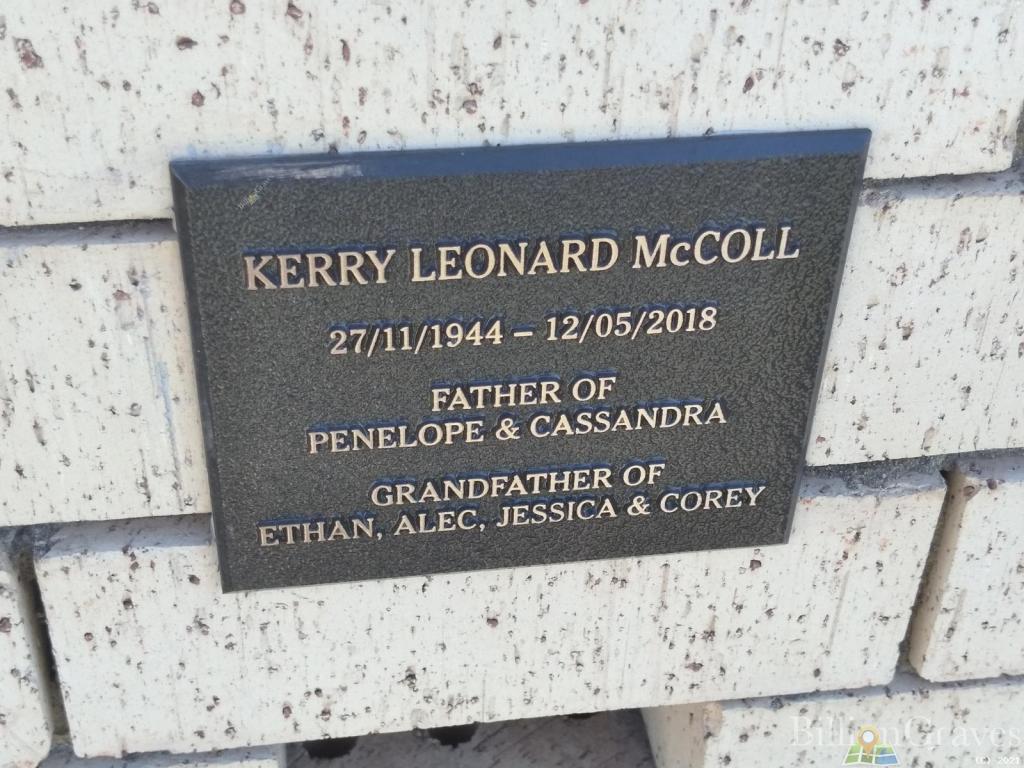 KERRY LEONARD McCOLL
27/11/1944 – 12/05/2018
FATHER OF
PENELOPE & CASSANDRA
GRANDFATHER OF
ETHAN, ALEC, JESSICA & COREY
BillionGraves
(C) 2021